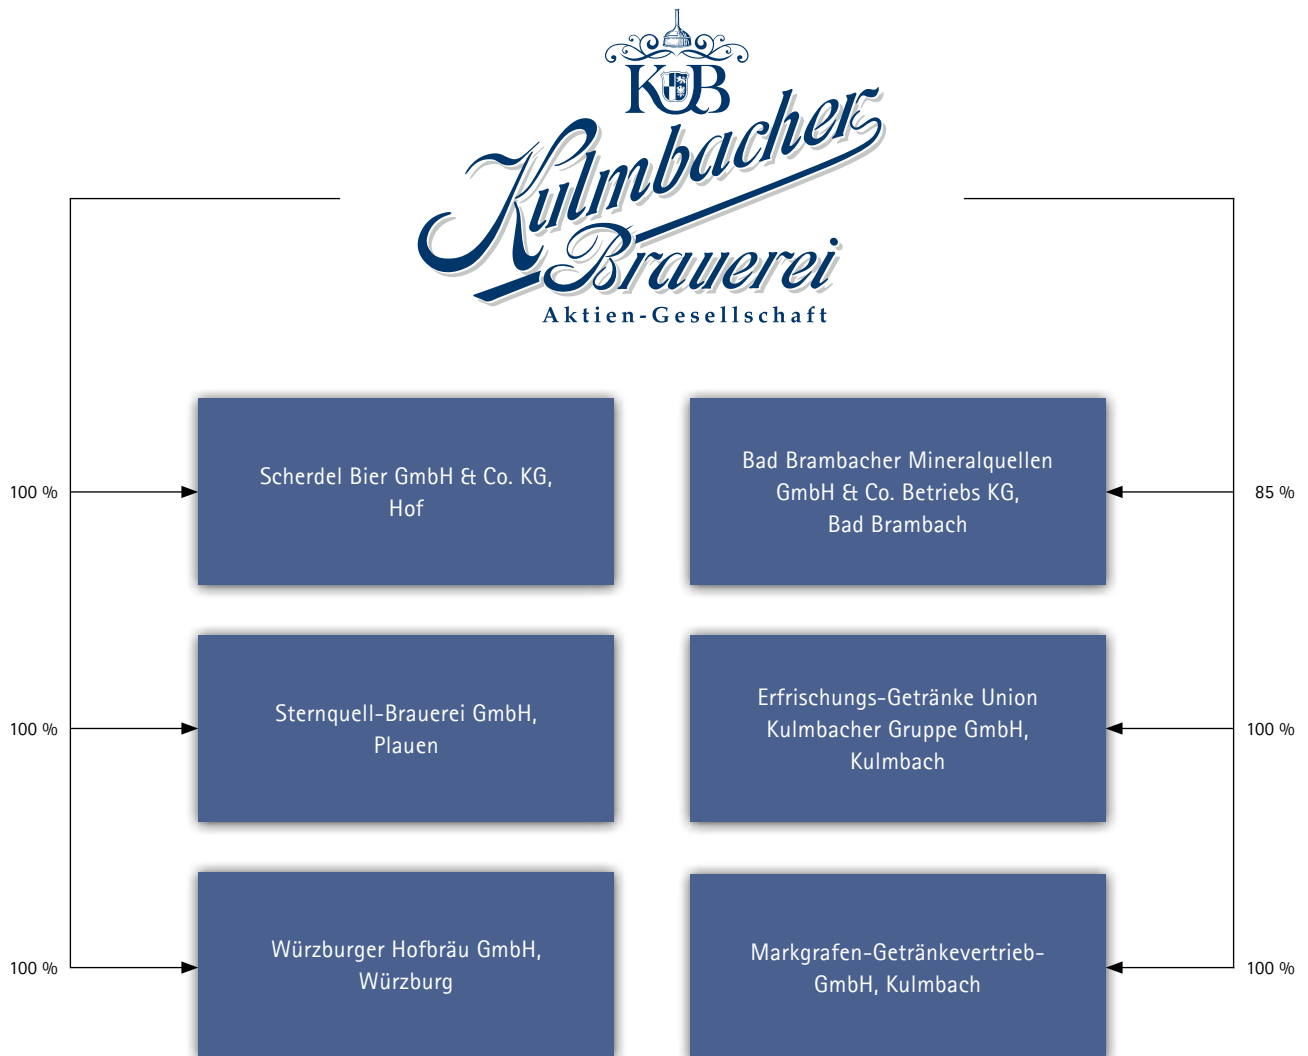 KB
Kulmbacher
Brauerei
Aktien-Gesellschaft
100 %
Scherdel Bier GmbH & Co. KG,
Hof
Bad Brambacher Mineralquellen
GmbH & Co. Betriebs KG,
Bad Brambach
85 %
100 %
Sternquell-Brauerei GmbH,
Plauen
Erfrischungs-Getränke Union
Kulmbacher Gruppe GmbH,
Kulmbach
100 %
100 %
Würzburger Hofbräu GmbH,
Würzburg
Markgrafen-Getränkevertrieb-
GmbH, Kulmbach
100 %